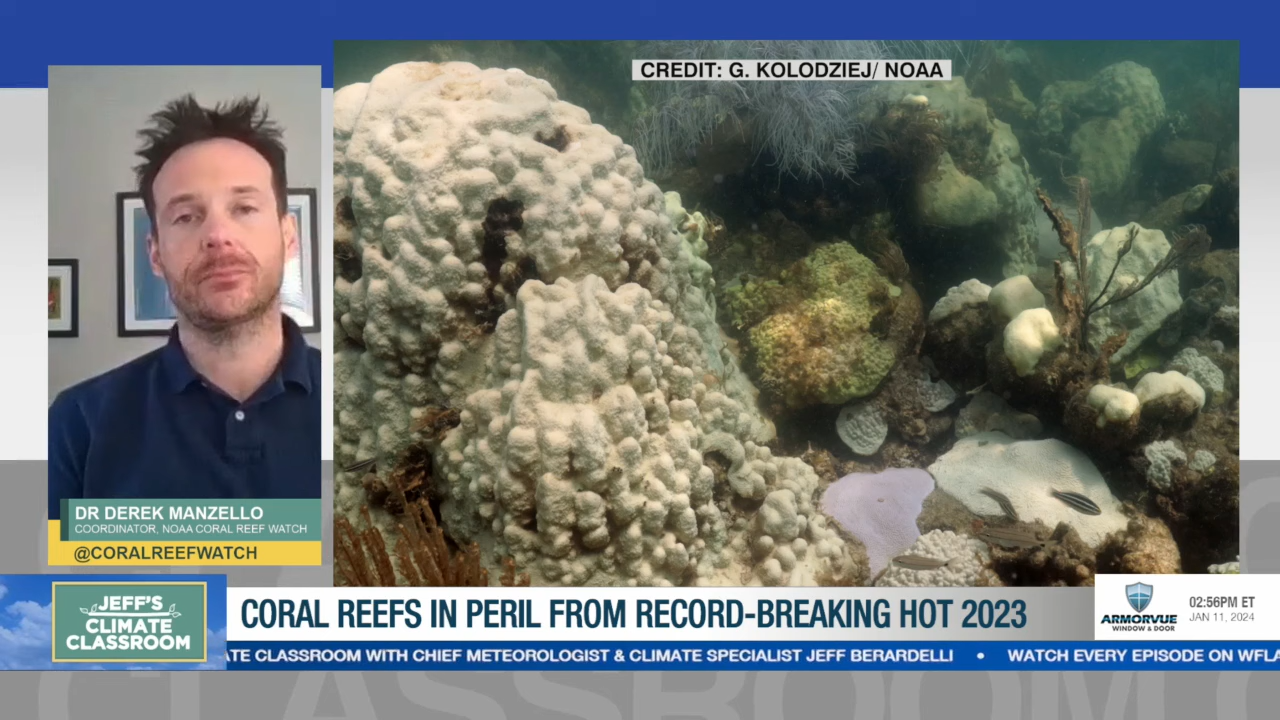 CREDIT: G. KOLODZIEJ/ NOAA
DR DEREK MANZELLO
COORDINATOR, NOAA CORAL REEF WATCH
@CORALREEFWATCH
JEFF'S
CLIMATE
CLASSROOM
CORAL REEFS IN PERIL FROM RECORD-BREAKING HOT 2023
ARMORVUE
WINDOW & DOOR
02:56PM ET
JAN 11, 2024
TE CLASSROOM WITH CHIEF METEOROLOGIST & CLIMATE SPECIALIST JEFF BERARDELLI • WATCH EVERY EPISODE ON WFLA
CLASSROOM